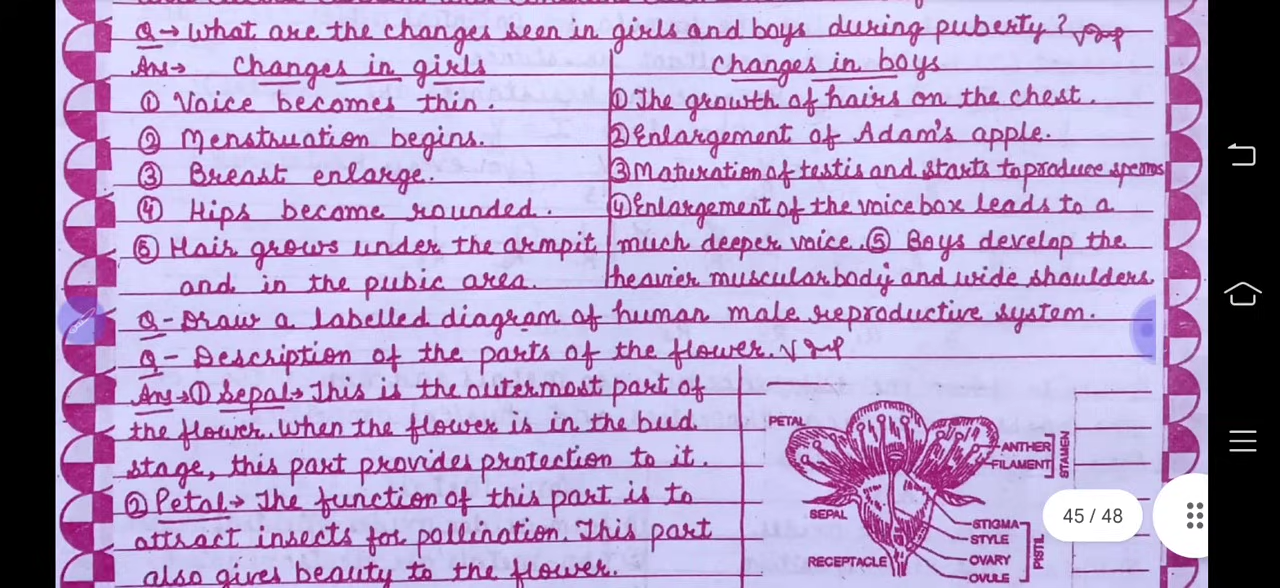 Q→ What are the changes seen in girls and boys during puberty? √Imp
Ans→ Changes in girls
① Voice becomes thin.
② Menstruation begins.
③ Breast enlarge.
④ Hips become rounded.
⑤ Hair grows under the armpit
and in the pubic area.
Changes in boys
① The growth of hairs on the chest.
② Enlargement of Adam's apple.
③ Maturation of testis and starts to produce sperms
④ Enlargement of the voice box leads to a
much deeper voice. ⑤ Boys develop the
heavier muscular body and wide shoulders.
Q- Draw a labelled diagram of human male reproductive system.
Q- Description of the parts of the flower. √Imp
Ans→① Sepal→ This is the outermost part of
the flower. When the flower is in the bud
stage, this part provides protection to it.
② Petal→ The function of this part is to
attract insects for pollination. This part
also gives beauty to the flower.
PETAL
ANTHER
FILAMENT
STAMEN
SEPAL
STIGMA
STYLE
OVARY
OVULE
PISTIL
RECEPTACLE
45 / 48